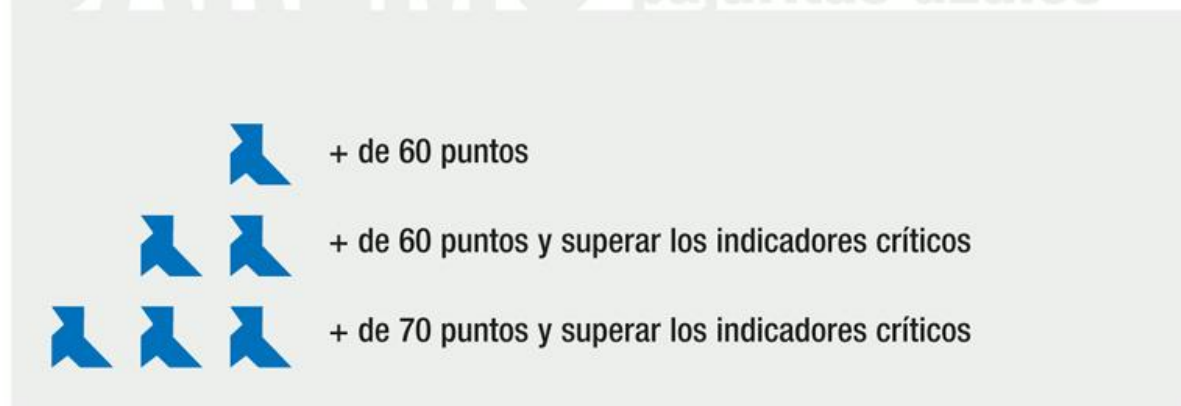 + de 60 puntos
+ de 60 puntos y superar los indicadores críticos
+ de 70 puntos y superar los indicadores críticos